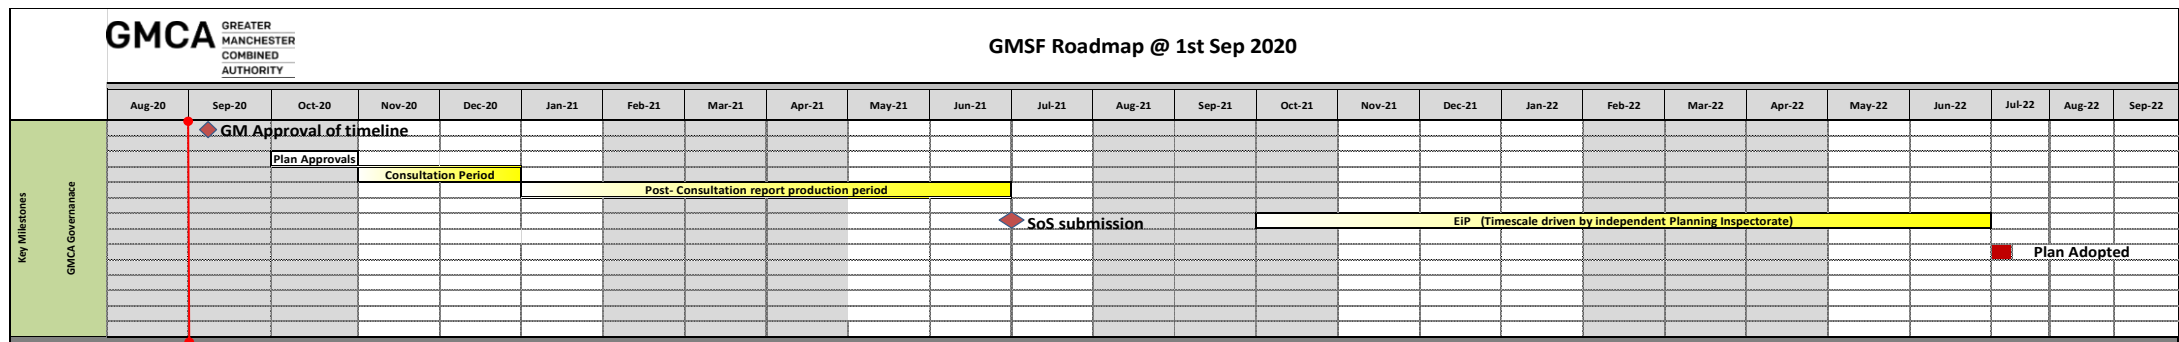 GMCA
GREATER
MANCHESTER
COMBINED
AUTHORITY
GMSF Roadmap @ 1st Sep 2020
Aug-20 Sep-20 Oct-20 Nov-20 Dec-20 Jan-21 Feb-21 Mar-21 Apr-21 May-21 Jun-21 Jul-21 Aug-21 Sep-21 Oct-21 Nov-21 Dec-21 Jan-22 Feb-22 Mar-22 Apr-22 May-22 Jun-22 Jul-22 Aug-22 Sep-22
Key Milestones
GMCA Governanace
GM Approval of timeline
Plan Approvals
Consultation Period
Post- Consultation report production period
SoS submission
EiP (Timescale driven by independent Planning Inspectorate)
Plan Adopted